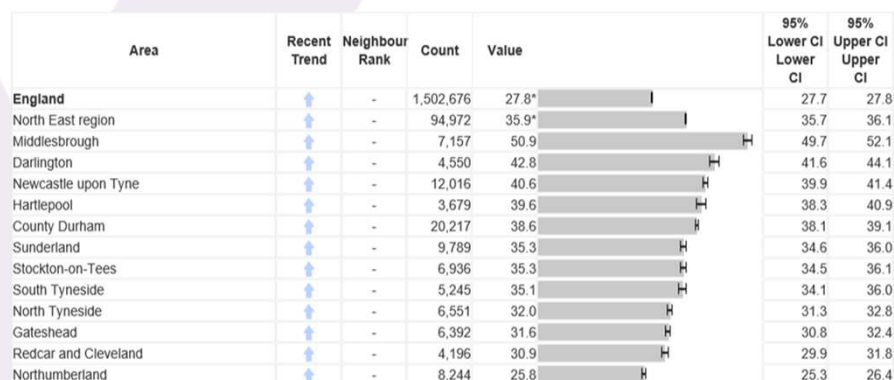 Area Recent Trend Neighbour Rank Count Value 95% Lower CI Lower CI 95% Upper CI Upper CI
England - 1,502,676 27.8* 27.7 27.8
North East region - 94,972 35.9* 35.7 36.1
Middlesbrough - 7,157 50.9 49.7 52.1
Darlington - 4,550 42.8 41.6 44.1
Newcastle upon Tyne - 12,016 40.6 39.9 41.4
Hartlepool - 3,679 39.6 38.3 40.9
County Durham - 20,217 38.6 38.1 39.1
Sunderland - 9,789 35.3 34.6 36.0
Stockton-on-Tees - 6,936 35.3 34.5 36.1
South Tyneside - 5,245 35.1 34.1 36.0
North Tyneside - 6,551 32.0 31.3 32.8
Gateshead - 6,392 31.6 30.8 32.4
Redcar and Cleveland - 4,196 30.9 29.9 31.8
Northumberland - 8,244 25.8 25.3 26.4